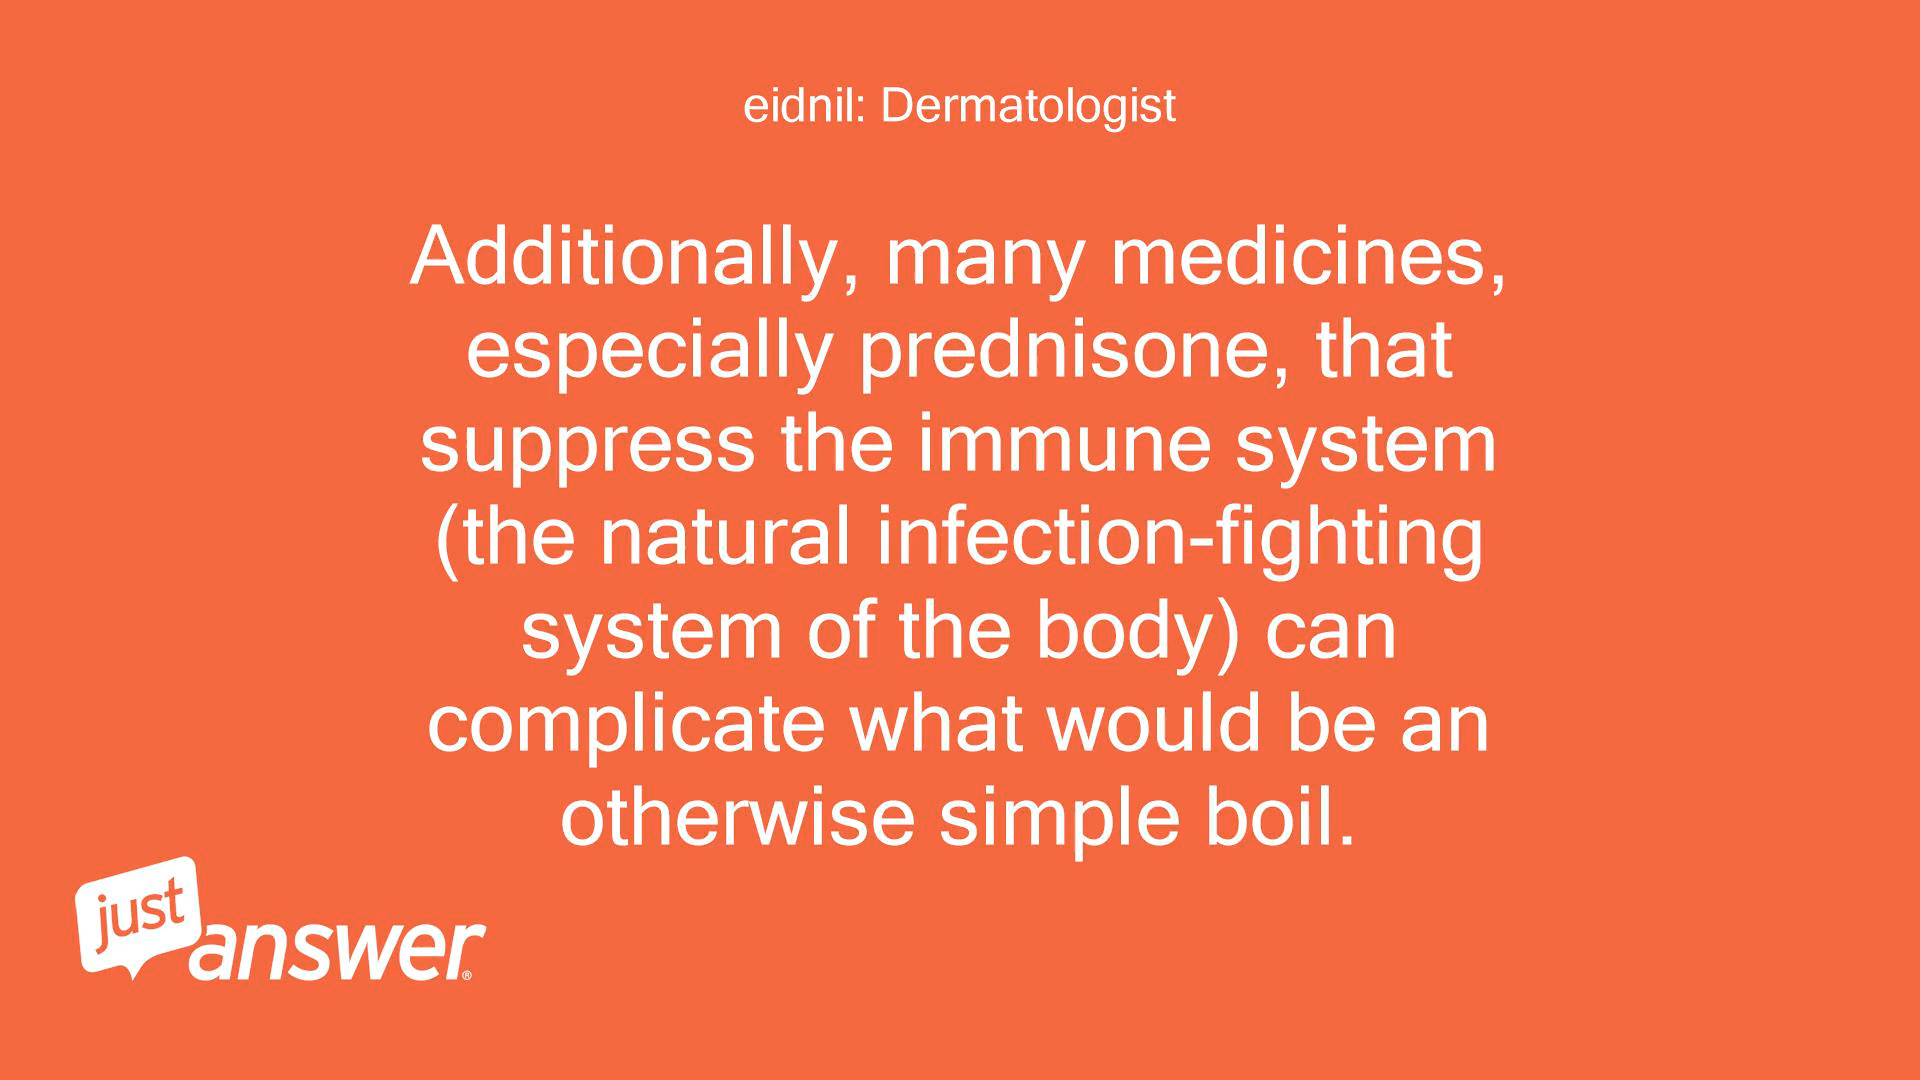 eidnil: Dermatologist
Additionally, many medicines,
especially prednisone, that
suppress the immune system
(the natural infection-fighting
system of the body) can
complicate what would be an
otherwise simple boil.
just
answer®